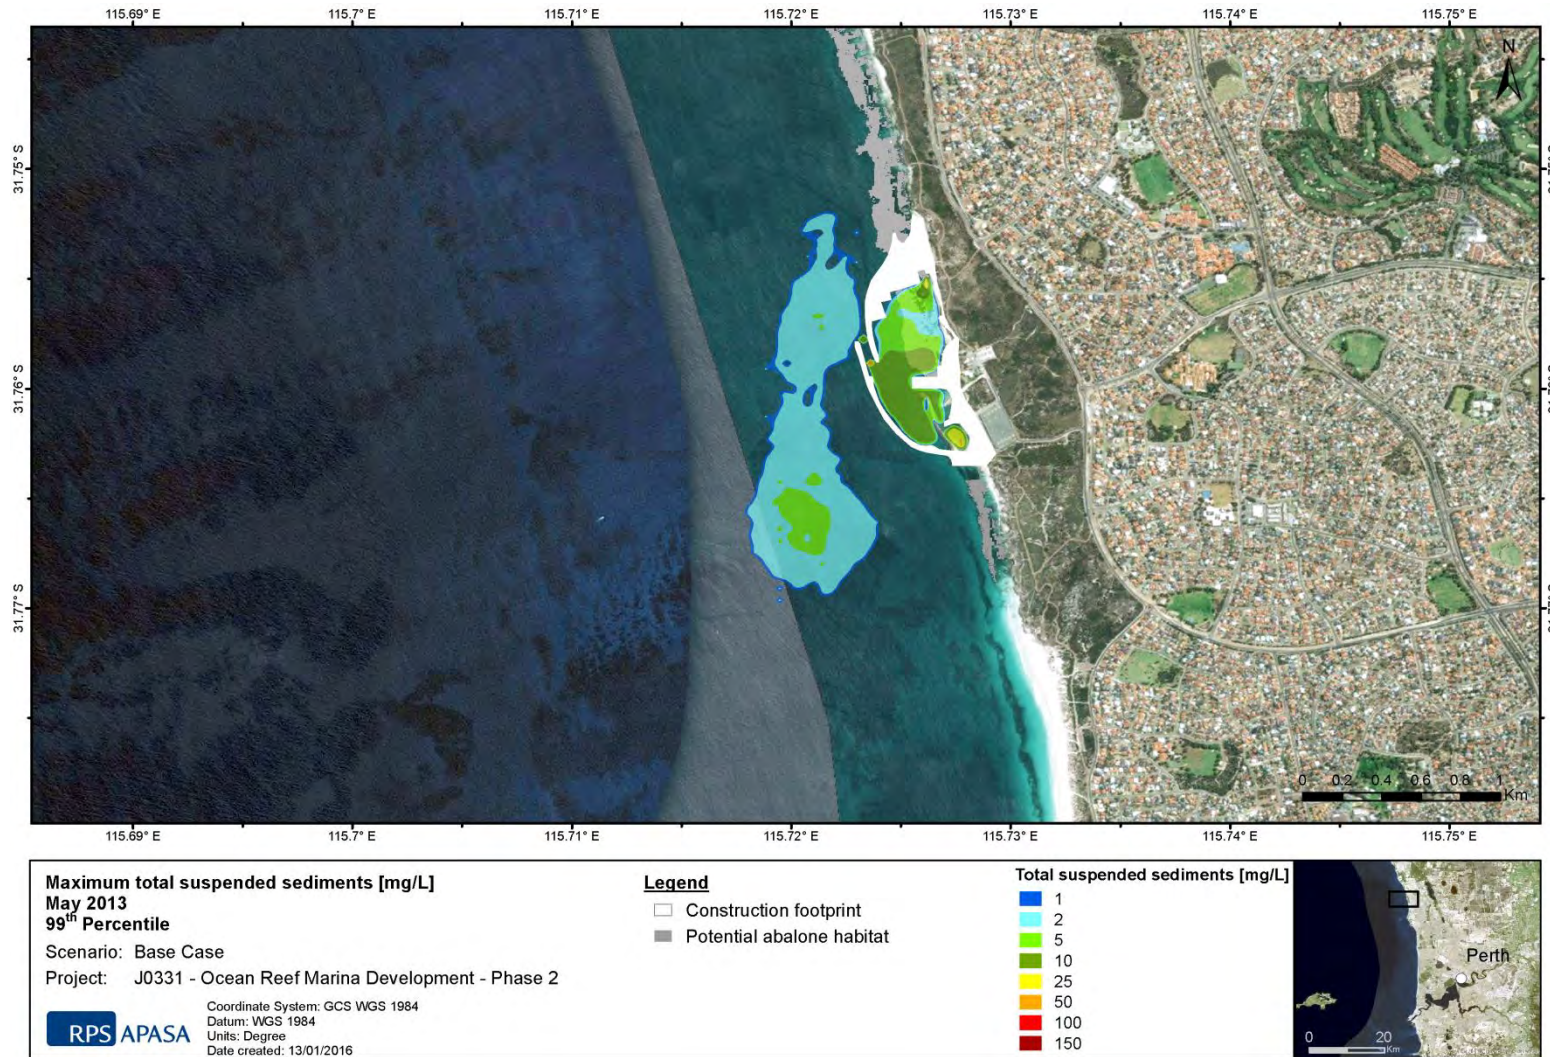 115.69° E 115.7° E 115.71° E 115.72° E 115.73° E 115.74° E 115.75° E
N
31.75° S
31.76° S
31.77° S
0 0.2 0.4 0.6 0.8 1
Km
115.69° E 115.7° E 115.71° E 115.72° E 115.73° E 115.74° E 115.75° E
Maximum total suspended sediments [mg/L]
May 2013
99th Percentile
Scenario: Base Case
Project: J0331 - Ocean Reef Marina Development - Phase 2
RPS APASA
Coordinate System: GCS WGS 1984
Datum: WGS 1984
Units: Degree
Date created: 13/01/2016
Legend
Construction footprint
Potential abalone habitat
Total suspended sediments [mg/L]
1
2
5
10
25
50
100
150
Perth
0 20
Km